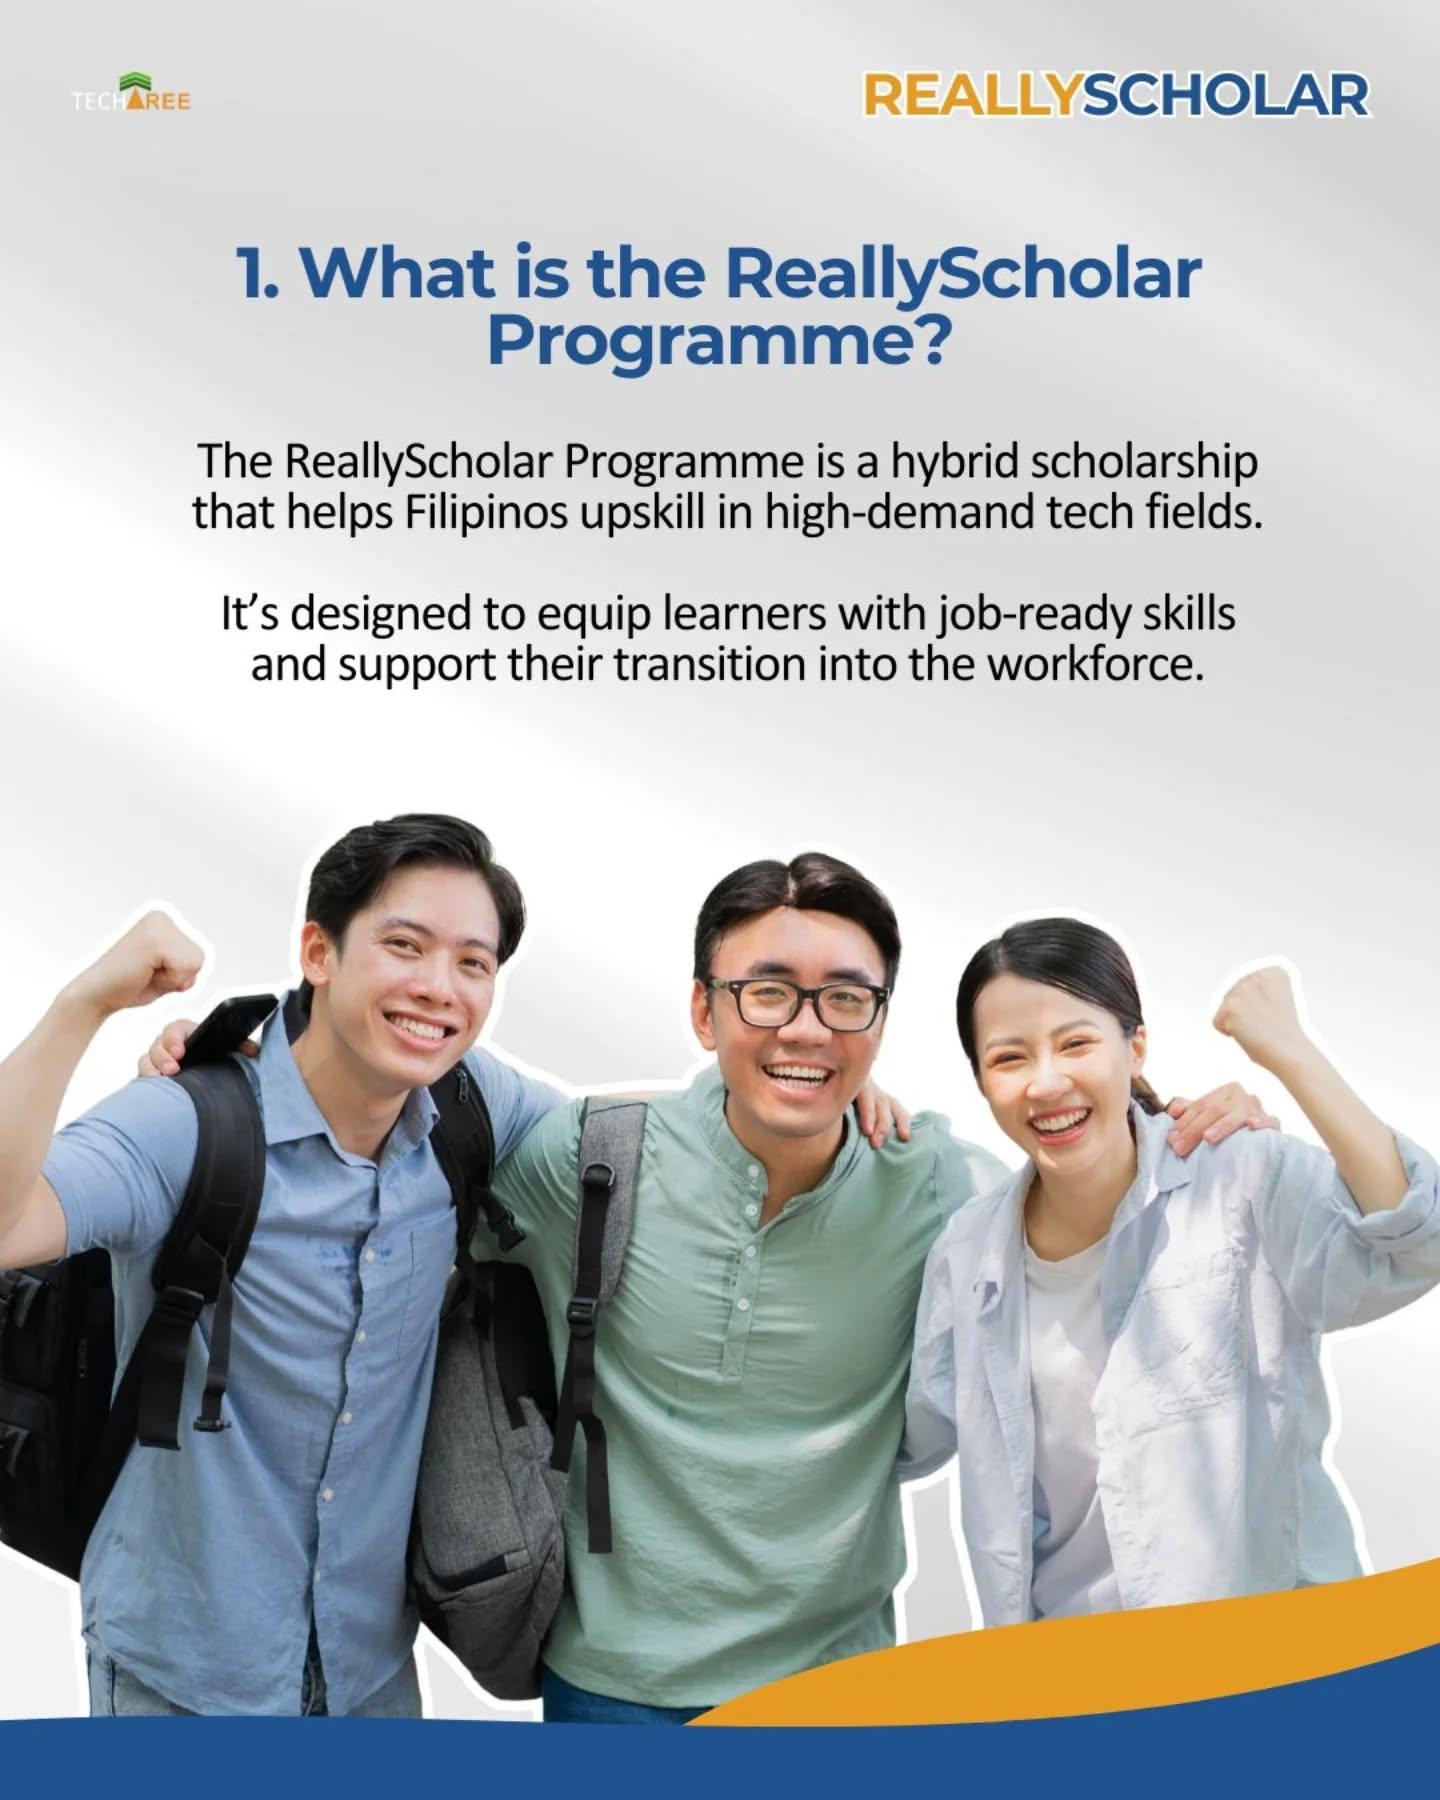 TECHTREE
REALLYSCHOLAR
1. What is the ReallyScholar
Programme?
The ReallyScholar Programme is a hybrid scholarship
that helps Filipinos upskill in high-demand tech fields.
It’s designed to equip learners with job-ready skills
and support their transition into the workforce.